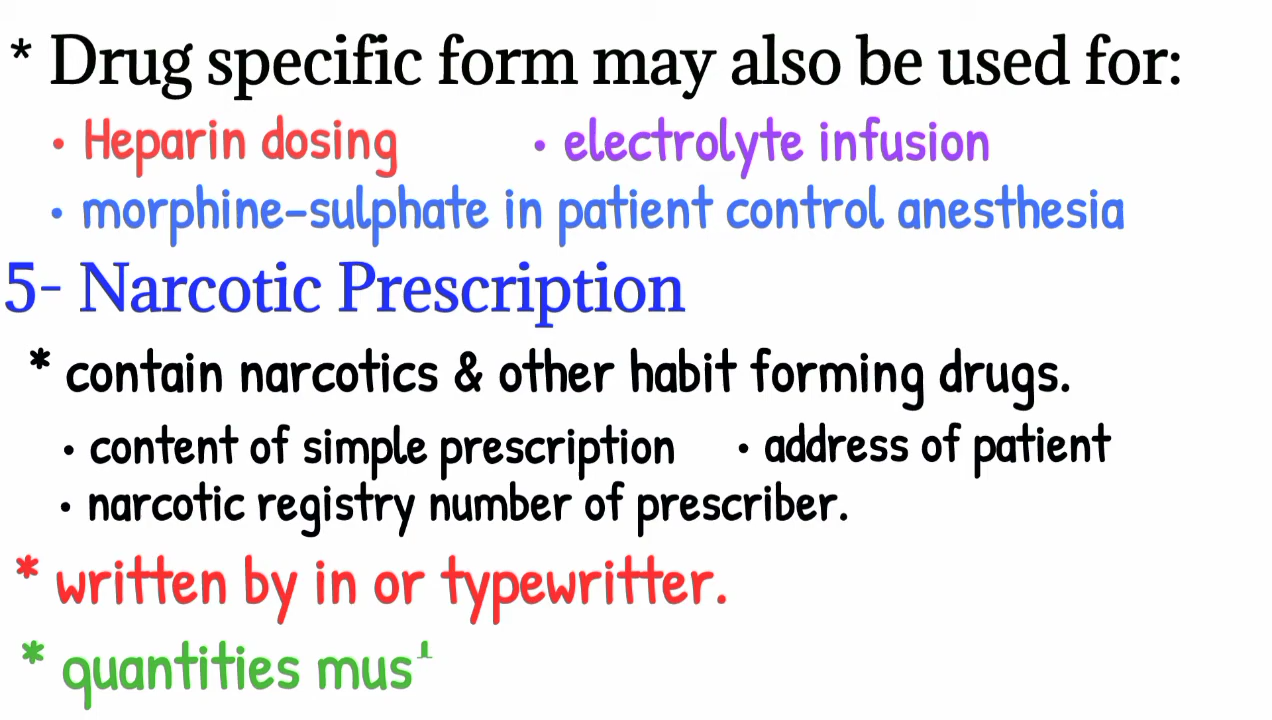 * Drug specific form may also be used for:
• Heparin dosing • electrolyte infusion
• morphine-sulphate in patient control anesthesia
5- Narcotic Prescription
* contain narcotics & other habit forming drugs.
• content of simple prescription • address of patient
• narcotic registry number of prescriber.
* written by in or typewritter.
* quantities mus